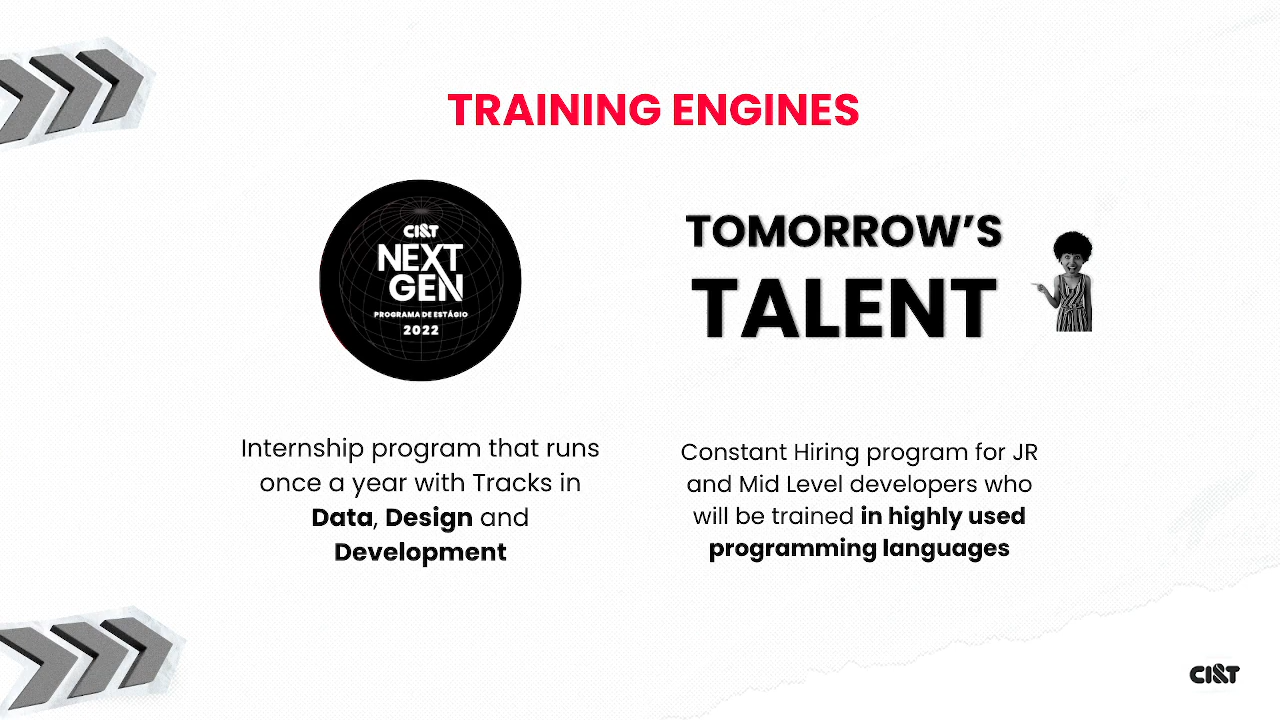 TRAINING ENGINES
CI&T
NEXT
GEN
PROGRAMA DE ESTÁGIO
2022
TOMORROW’S
TALENT
Internship program that runs
once a year with Tracks in
Data, Design and
Development
Constant Hiring program for JR
and Mid Level developers who
will be trained in highly used
programming languages
CI&T